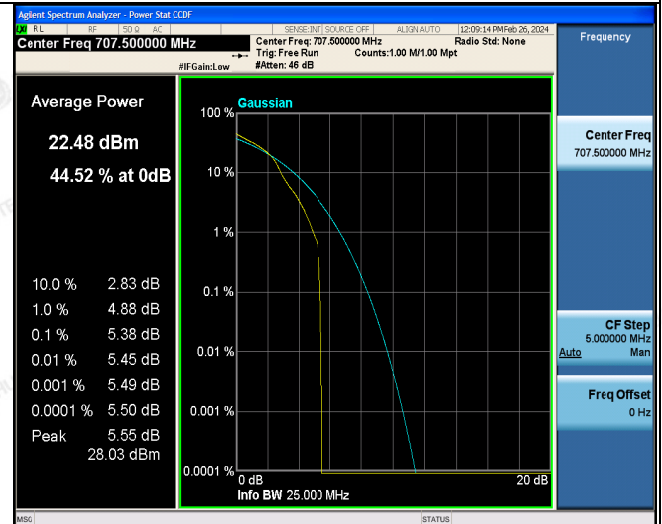 Agilent Spectrum Analyzer - Power Stat CCDF
LXI RL RF 50 Ω AC SENSE:INT SOURCE OFF ALIGN AUTO 12:09:14 PM Feb 26, 2024
Center Freq 707.500000 MHz
Center Freq: 707.500000 MHz Radio Std: None
Trig: Free Run Counts:1.00 M/1.00 Mpt
#IFGain:Low #Atten: 46 dB
Frequency
Average Power
22.48 dBm
44.52 % at 0dB
10.0 % 2.83 dB
1.0 % 4.88 dB
0.1 % 5.38 dB
0.01 % 5.45 dB
0.001 % 5.49 dB
0.0001 % 5.50 dB
Peak 5.55 dB
28.03 dBm
Gaussian
100 %
10 %
1 %
0.1 %
0.01 %
0.001 %
0.0001 %
0 dB 20 dB
Info BW 25.000 MHz
Center Freq
707.500000 MHz
CF Step
5.000000 MHz
Auto Man
Freq Offset
0 Hz
MSG STATUS